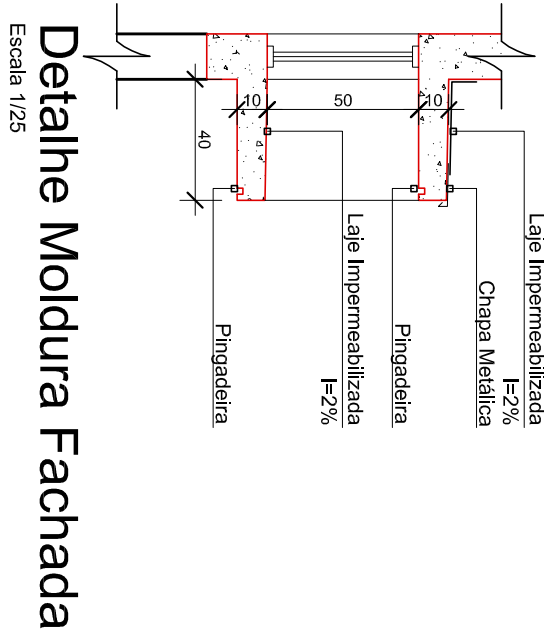 Laje Impermeabilizada
I=2%
Chapa Metálica
Pingadeira
Laje Impermeabilizada
I=2%
Pingadeira
10
50
10
40
Detalhe Moldura Fachada
Escala 1/25